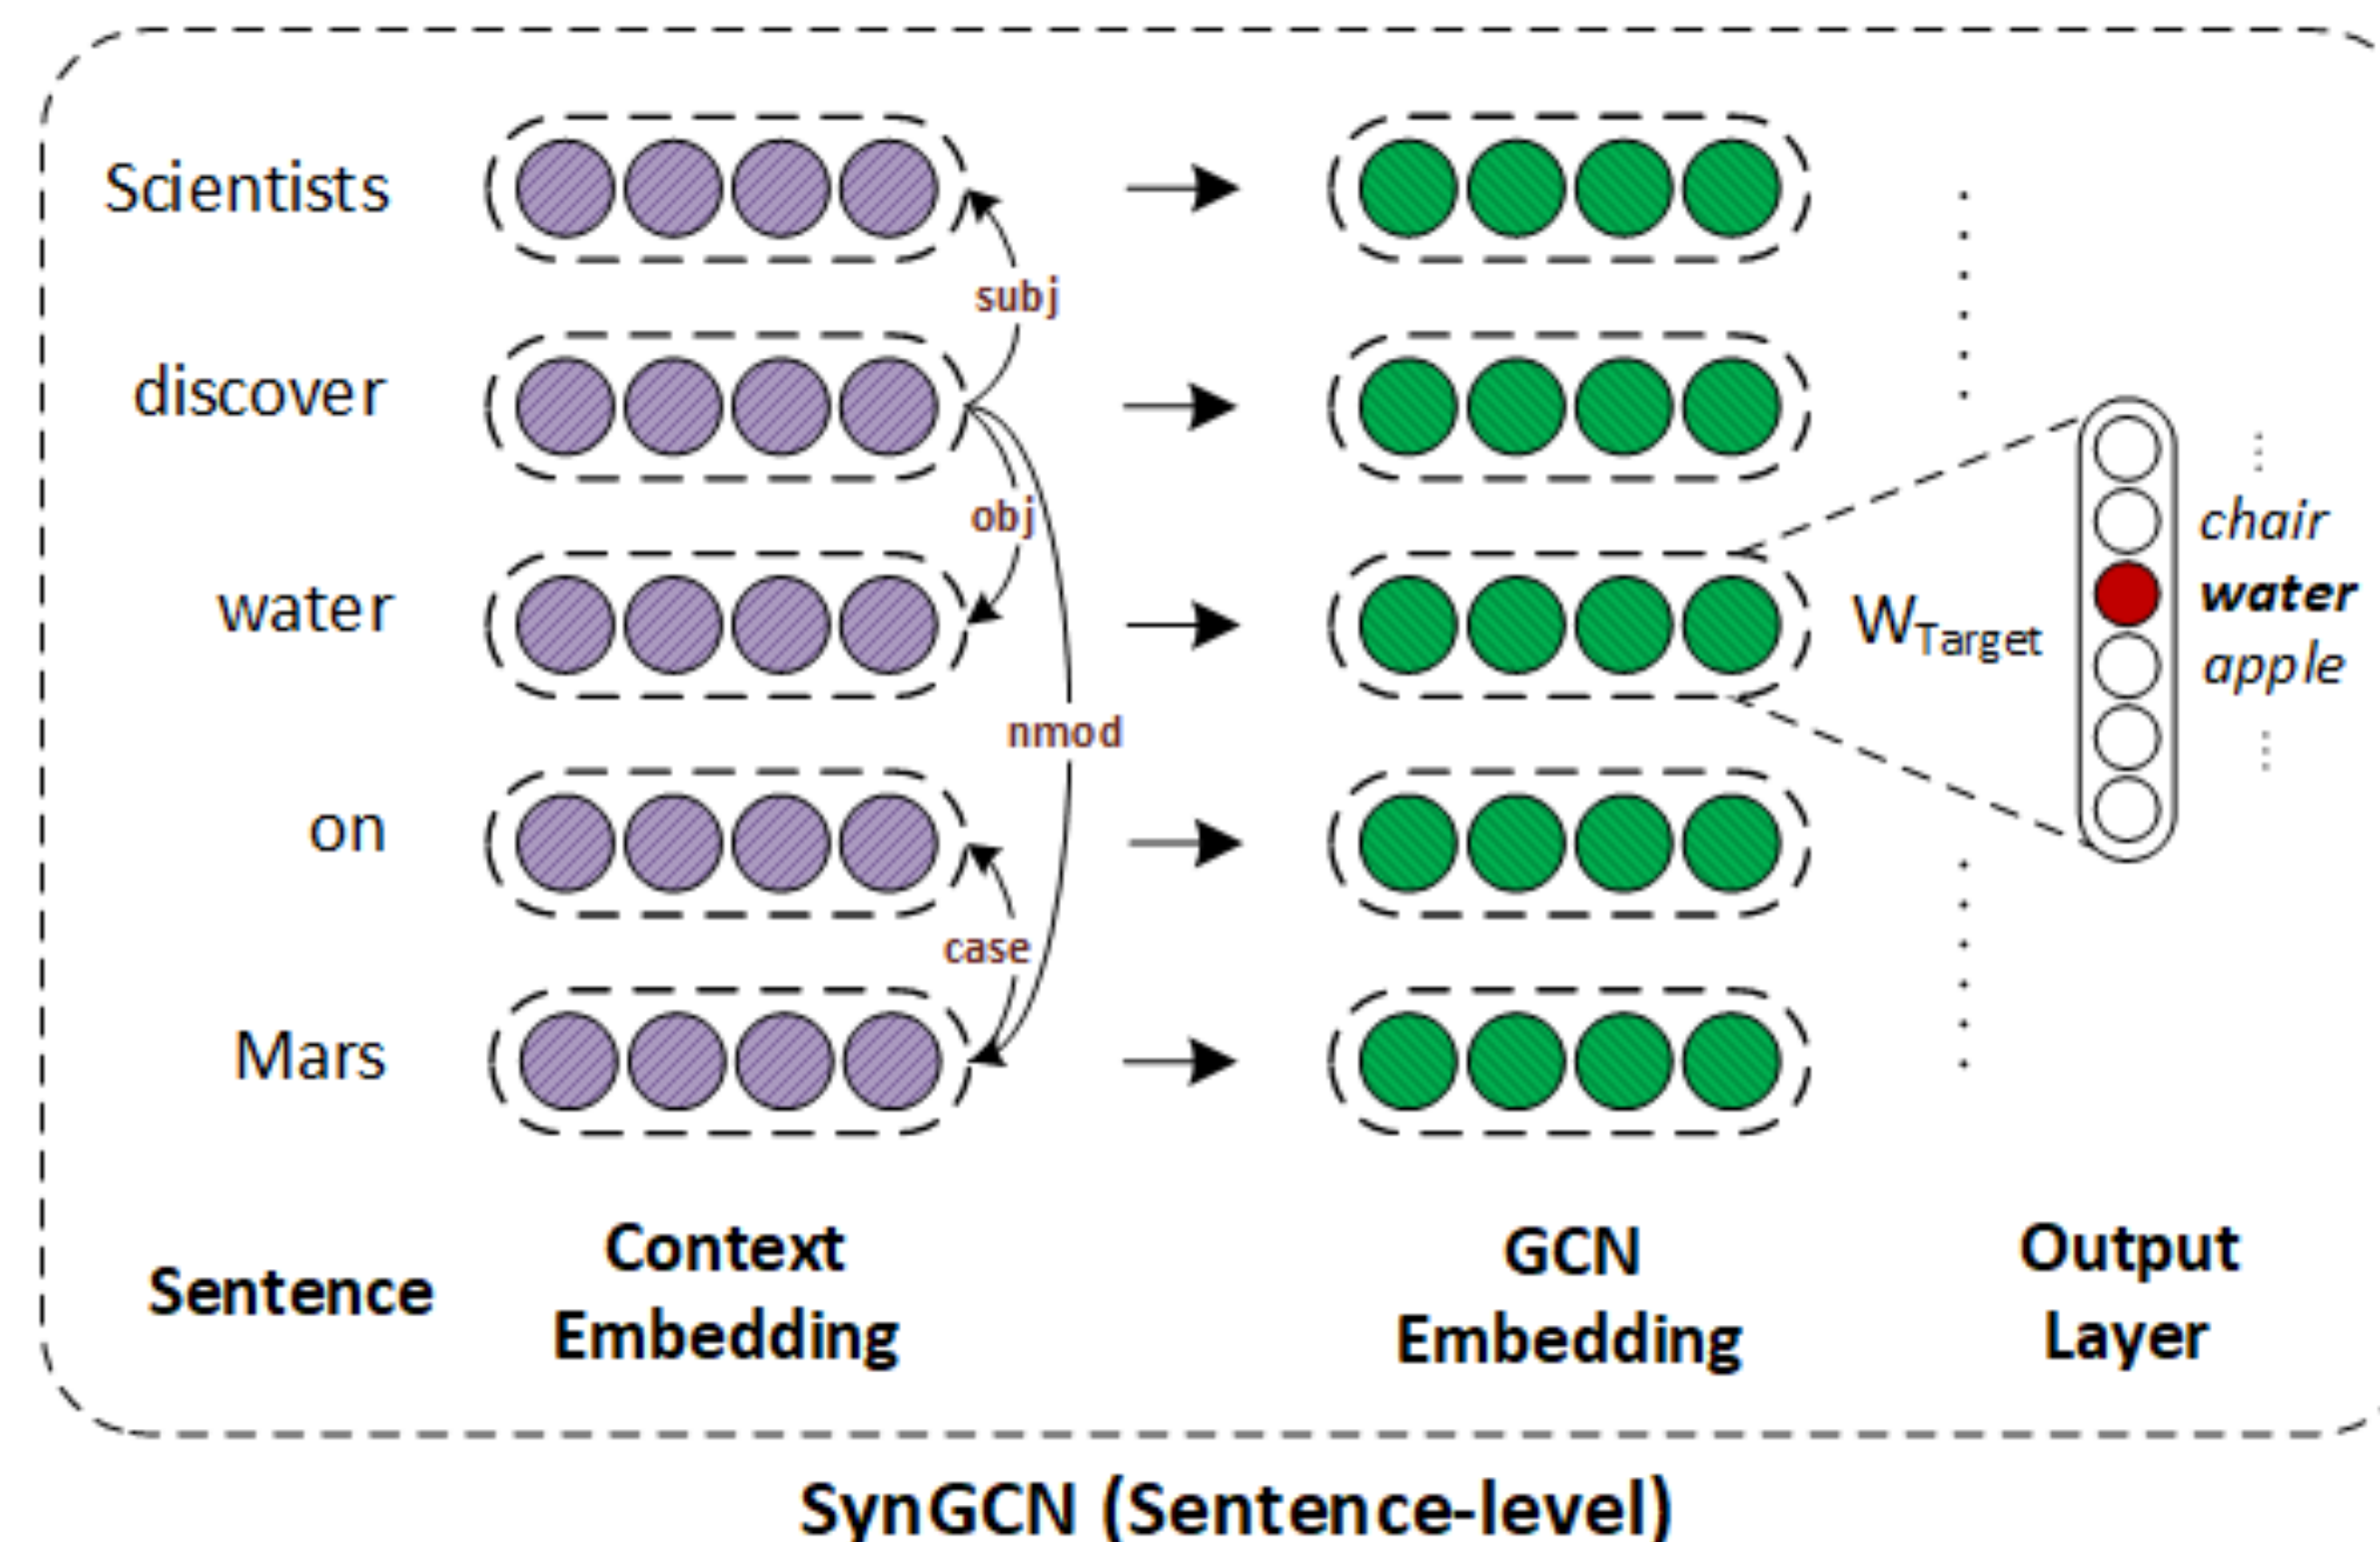 Scientists
subj
discover
obj
chair
water
W_Target
water
apple
nmod
on
case
Mars
Sentence
Context
Embedding
GCN
Embedding
Output
Layer
SynGCN (Sentence-level)